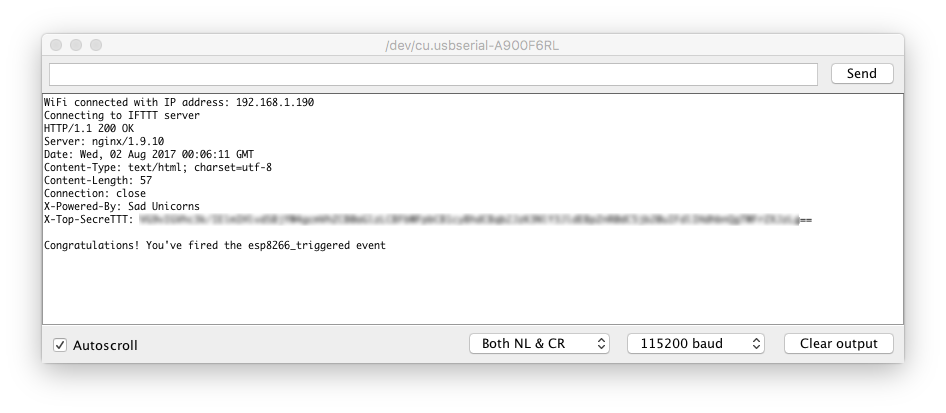 /dev/cu.usbserial-A900F6RL
Send
WiFi connected with IP address: 192.168.1.190
Connecting to IFTTT server
HTTP/1.1 200 OK
Server: nginx/1.9.10
Date: Wed, 02 Aug 2017 00:06:11 GMT
Content-Type: text/html; charset=utf-8
Content-Length: 57
Connection: close
X-Powered-By: Sad Unicorns
X-Top-SecreTTT: ==
Congratulations! You've fired the esp8266_triggered event
Autoscroll
Both NL & CR
115200 baud
Clear output